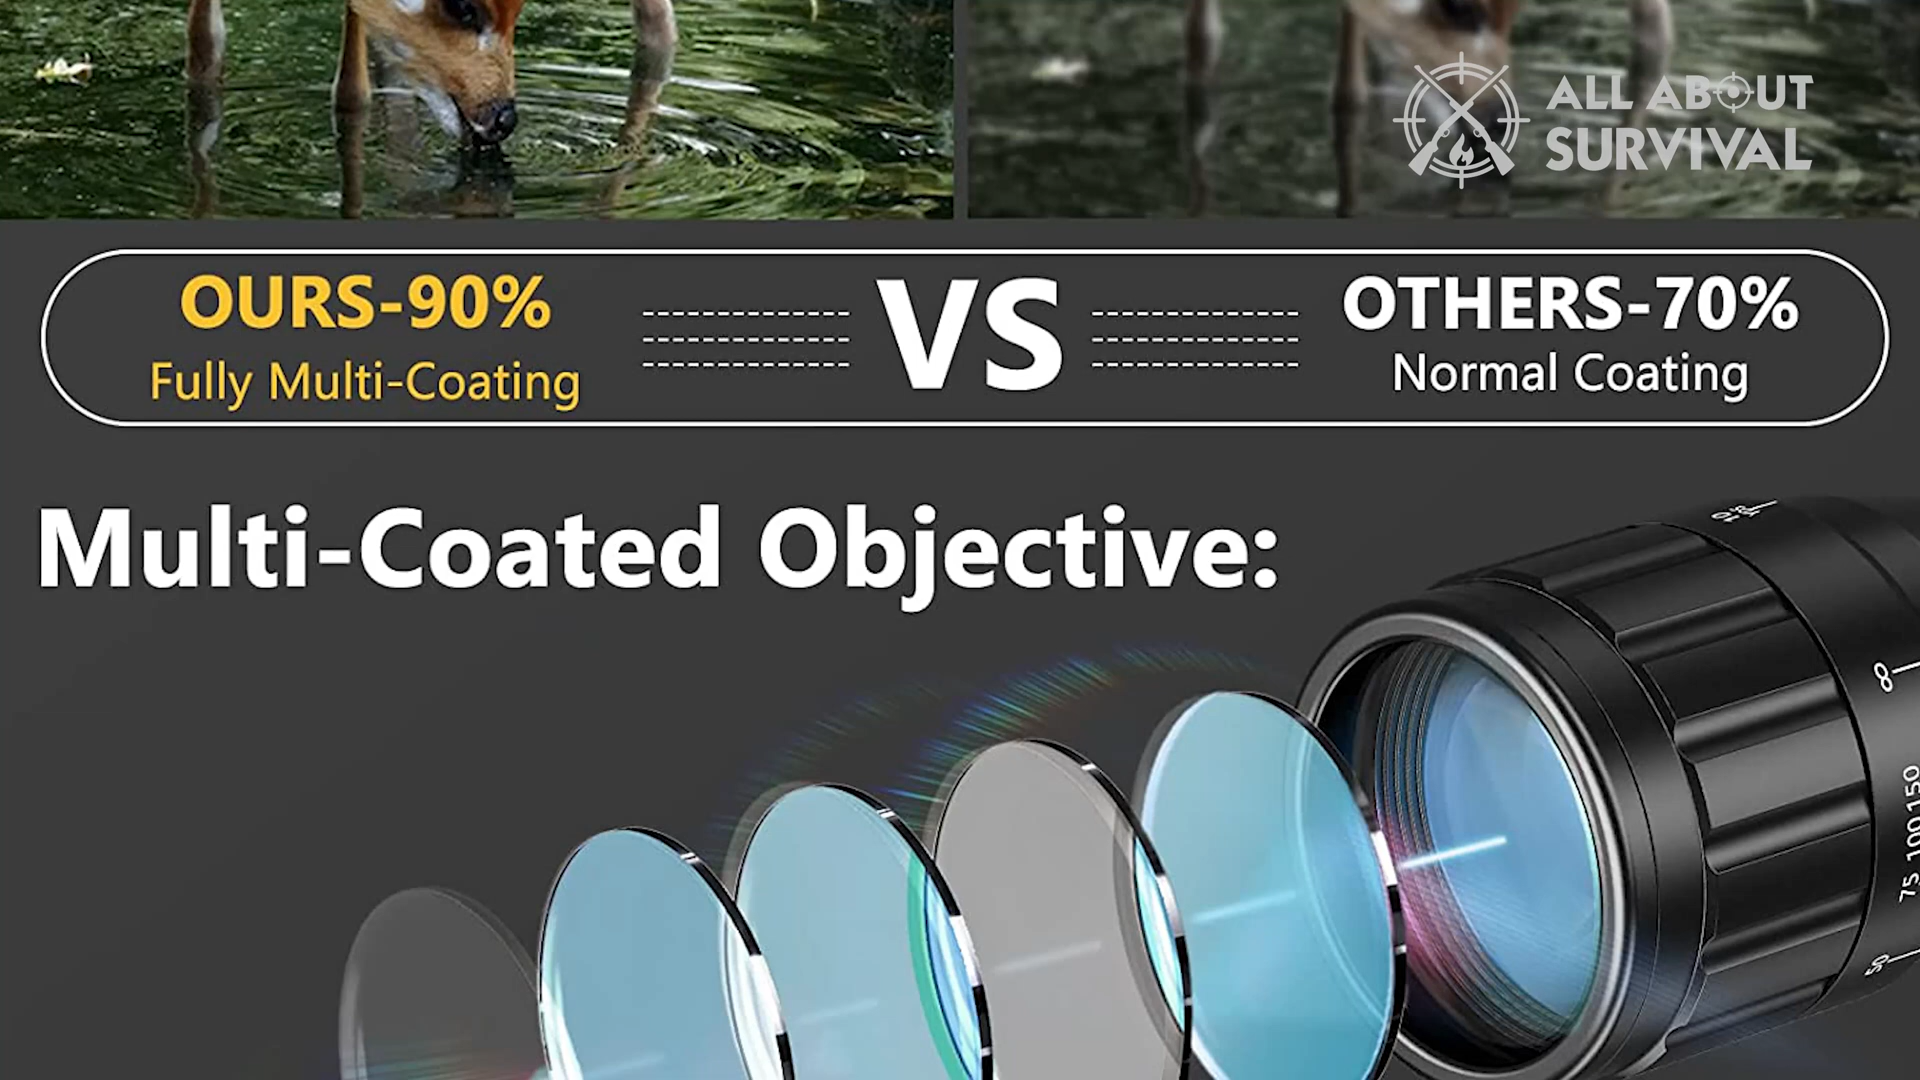 ALL ABOUT
SURVIVAL
OURS-90%
Fully Multi-Coating
VS
OTHERS-70%
Normal Coating
Multi-Coated Objective:
∞
150
100
75
50